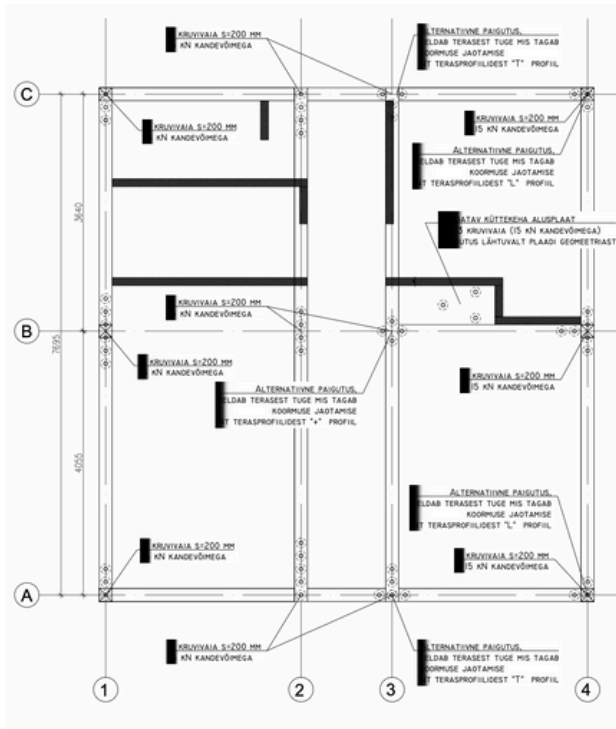 KRUVIVAIA S=200 MM
KN KANDEVÕIMEGA
ALTERNATIIVNE PAIGUTUS,
ELDAB TERASEST TUGE MIS TAGAB
KOORMUSE JAOTAMISE
T TERASPROFIILIDEST "T" PROFIIL
C
KRUVIVAIA S=200 MM
KN KANDEVÕIMEGA
KRUVIVAIA S=200 MM
15 KN KANDEVÕIMEGA
ALTERNATIIVNE PAIGUTUS,
ELDAB TERASEST TUGE MIS TAGAB
KOORMUSE JAOTAMISE
T TERASPROFIILIDEST "L" PROFIIL
3640
ATAV KÜTTEKEHA ALUSPLAAT
KRUVIVAIA (15 KN KANDEVÕIMEGA)
UTUS LÄHTUVALT PLAADI GEOMEETRIAST
KRUVIVAIA S=200 MM
KN KANDEVÕIMEGA
B
7695
KRUVIVAIA S=200 MM
KN KANDEVÕIMEGA
KRUVIVAIA S=200 MM
15 KN KANDEVÕIMEGA
ALTERNATIIVNE PAIGUTUS,
ELDAB TERASEST TUGE MIS TAGAB
KOORMUSE JAOTAMISE
T TERASPROFIILIDEST "+" PROFIIL
4055
ALTERNATIIVNE PAIGUTUS,
ELDAB TERASEST TUGE MIS TAGAB
KOORMUSE JAOTAMISE
T TERASPROFIILIDEST "L" PROFIIL
KRUVIVAIA S=200 MM
KN KANDEVÕIMEGA
KRUVIVAIA S=200 MM
15 KN KANDEVÕIMEGA
A
KRUVIVAIA S=200 MM
KN KANDEVÕIMEGA
ALTERNATIIVNE PAIGUTUS,
ELDAB TERASEST TUGE MIS TAGAB
KOORMUSE JAOTAMISE
T TERASPROFIILIDEST "T" PROFIIL
1 2 3 4